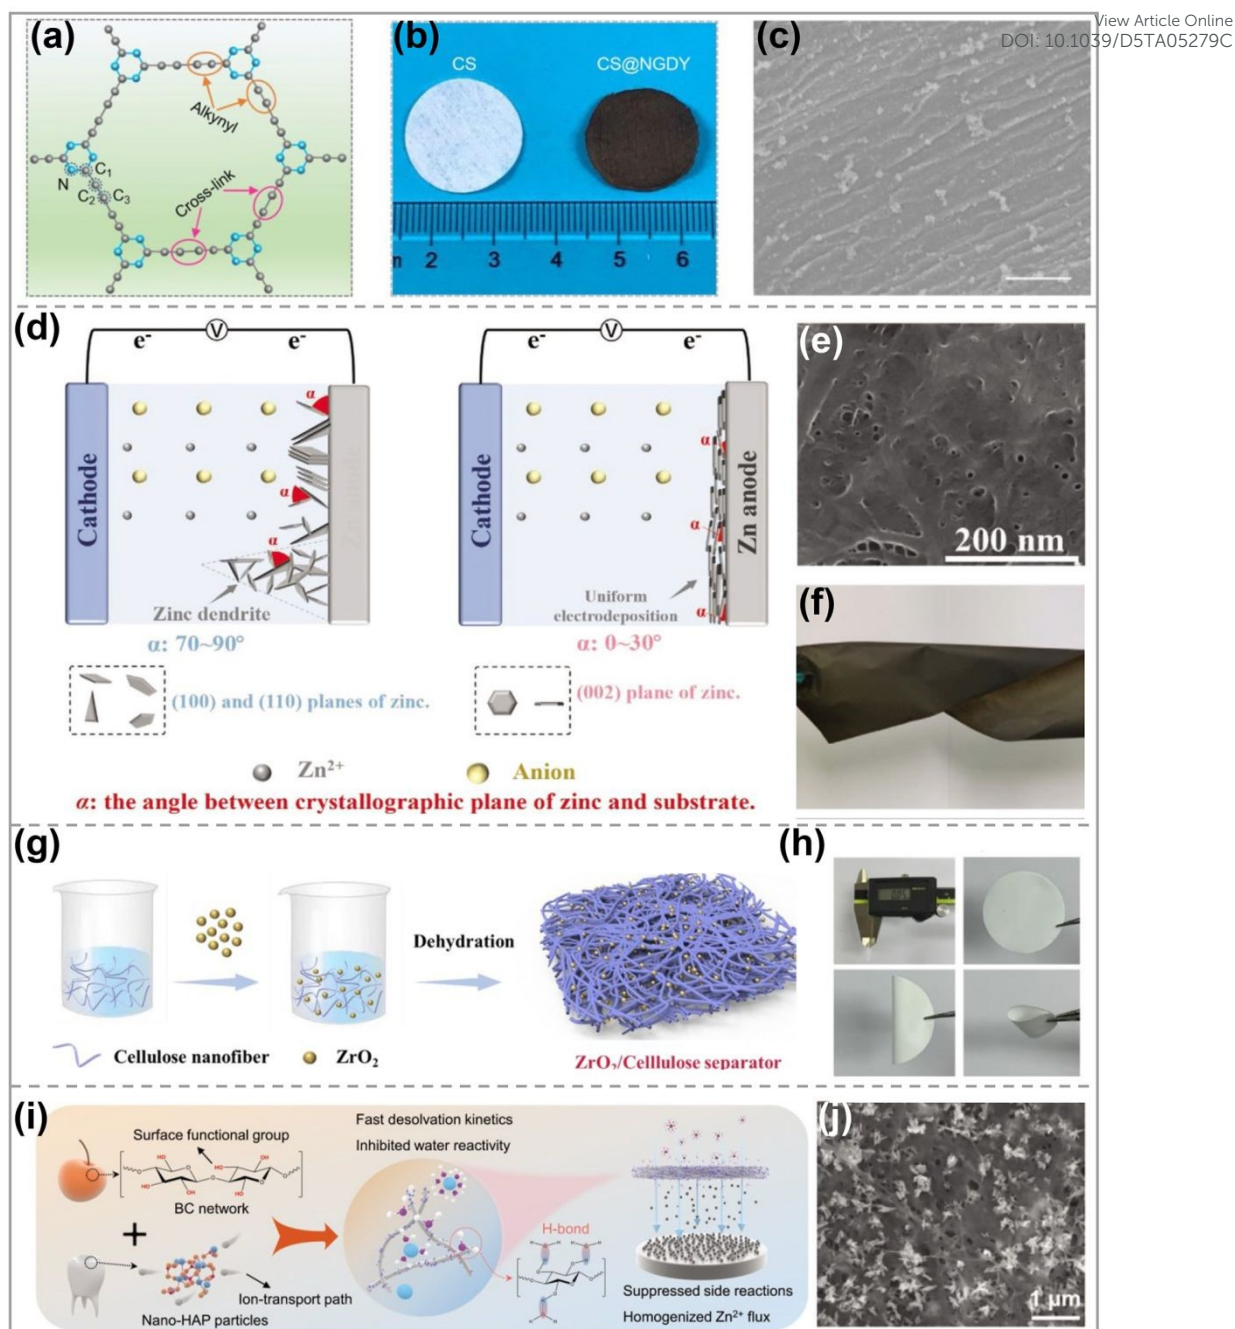 View Article Online
DOI: 10.1039/D5TA05279C
(a)
Alkynyl
N
C1
C2
C3
Cross-link
(b)
CS
CS@NGDY
2 3 4 5 6
(c)
(d)
e-
V
e-
Cathode
Zn anode
α
α
α
Zinc dendrite
α: 70~90°
(100) and (110) planes of zinc.
e-
V
e-
Cathode
Zn anode
α
α
α
Uniform
electrodeposition
α: 0~30°
(002) plane of zinc.
Zn2+
Anion
α: the angle between crystallographic plane of zinc and substrate.
(e)
200 nm
(f)
(g)
Dehydration
Cellulose nanofiber
ZrO2
ZrO2/Celllulose separator
(h)
(i)
Surface functional group
BC network
Nano-HAP particles
Ion-transport path
Fast desolvation kinetics
Inhibited water reactivity
H-bond
Suppressed side reactions
Homogenized Zn2+ flux
(j)
1 μm